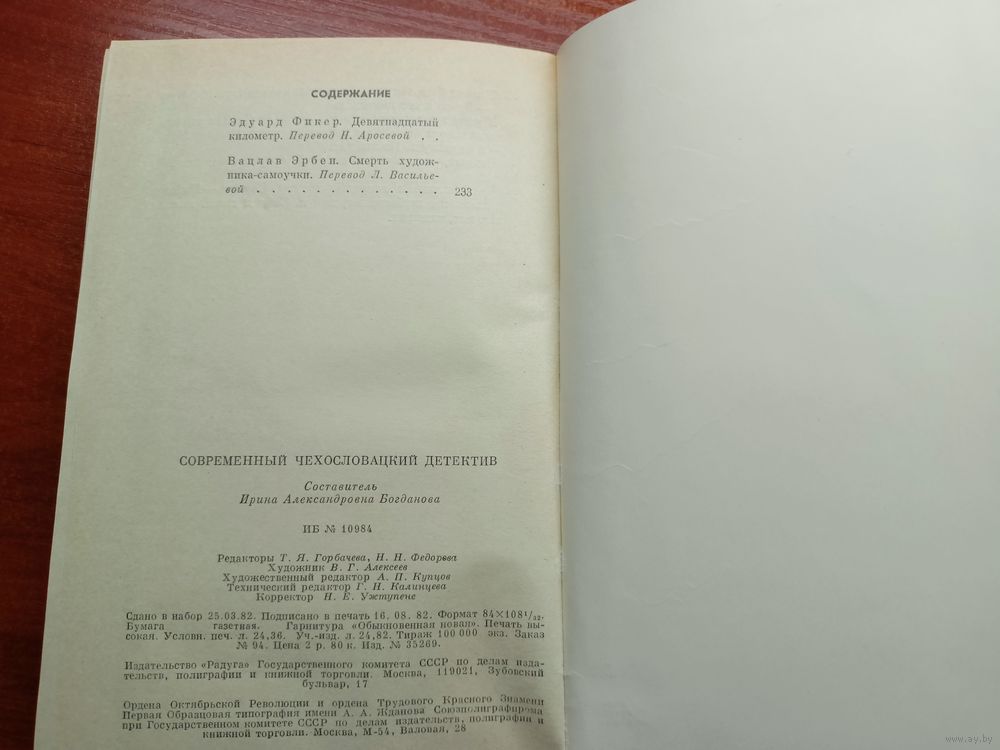 СОДЕРЖАНИЕ
Эдуард Фикер. Девятнадцатый
километр. Перевод Н. Аросевой . .
Вацлав Эрбен. Смерть худож-
ника-самоучки. Перевод Л. Василье-
вой . . . . . . . . . . . . . 233
СОВРЕМЕННЫЙ ЧЕХОСЛОВАЦКИЙ ДЕТЕКТИВ
Составитель
Ирина Александровна Богданова
ИБ № 10984
Редакторы Т. Я. Горбачева, Н. Н. Федорова
Художник В. Г. Алексеев
Художественный редактор А. П. Купцов
Технический редактор Г. Н. Калинцева
Корректор Н. Е. Ужтупене
Сдано в набор 25.03.82. Подписано в печать 16. 08. 82. Формат 84×108¹/₃₂.
Бумага газетная. Гарнитура «Обыкновенная новая». Печать вы-
сокая. Условн. печ. л. 24,36. Уч.-изд. л. 24,82. Тираж 100 000 экз. Заказ
№ 94. Цена 2 р. 80 к. Изд. № 35269.
Издательство «Радуга» Государственного комитета СССР по делам изда-
тельств, полиграфии и книжной торговли. Москва, 119021, Зубовский
бульвар, 17
Ордена Октябрьской Революции и ордена Трудового Красного Знамени
Первая Образцовая типография имени А. А. Жданова Союзполиграфпрома
при Государственном комитете СССР по делам издательств, полиграфии и
книжной торговли. Москва, М-54, Валовая, 28
www.ay.by